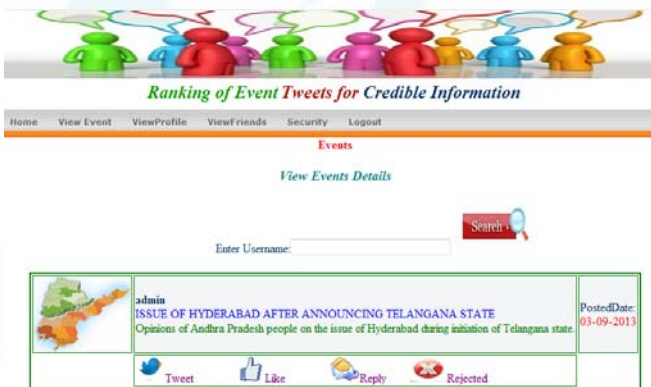 Ranking of Event Tweets for Credible Information
Home View Event ViewProfile ViewFriends Security Logout
Events
View Events Details
Search
Enter Username:
admin
ISSUE OF HYDERABAD AFTER ANNOUNCING TELANGANA STATE
Opinions of Andhra Pradesh people on the issue of Hyderabad during initiation of Telangana state.
PostedDate:
03-09-2013
Tweet Like Reply Rejected